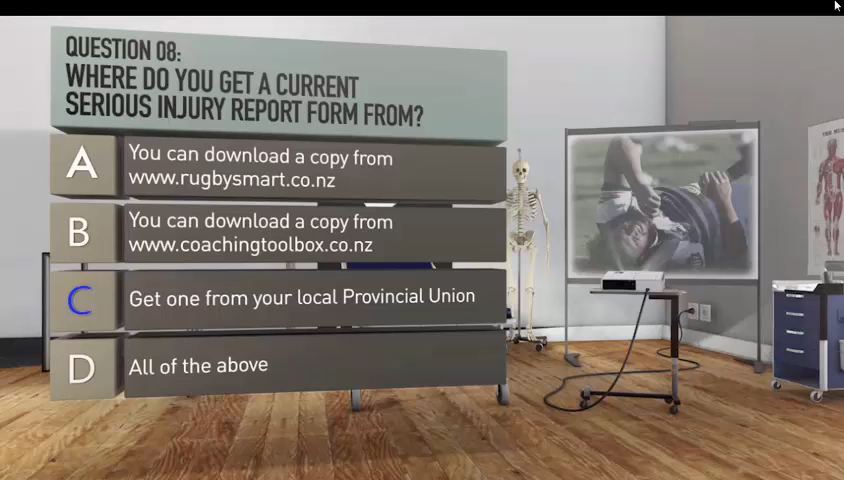 QUESTION 08:
WHERE DO YOU GET A CURRENT
SERIOUS INJURY REPORT FORM FROM?
A
You can download a copy from
www.rugbysmart.co.nz
B
You can download a copy from
www.coachingtoolbox.co.nz
C
Get one from your local Provincial Union
D
All of the above